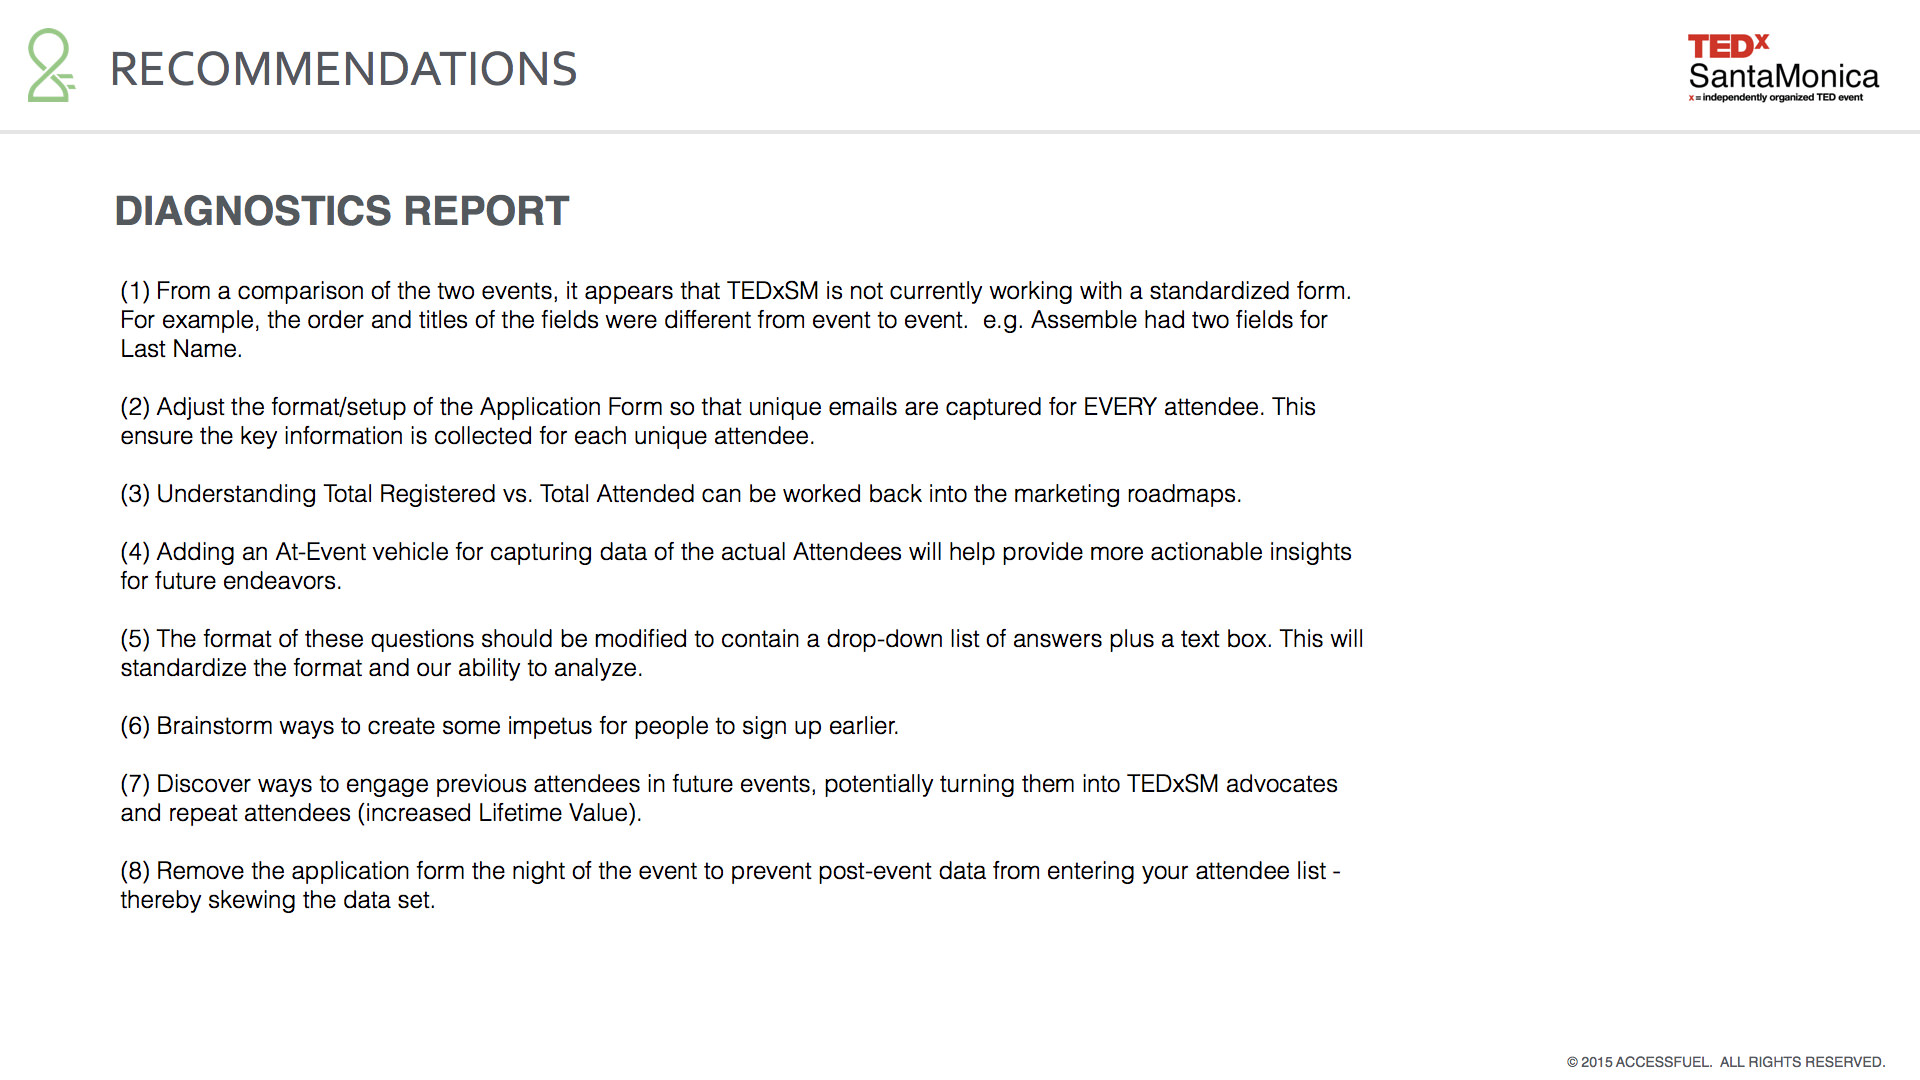 RECOMMENDATIONS
TEDx
SantaMonica
x = independently organized TED event
DIAGNOSTICS REPORT
(1) From a comparison of the two events, it appears that TEDxSM is not currently working with a standardized form.
For example, the order and titles of the fields were different from event to event.  e.g. Assemble had two fields for
Last Name.
(2) Adjust the format/setup of the Application Form so that unique emails are captured for EVERY attendee. This
ensure the key information is collected for each unique attendee.
(3) Understanding Total Registered vs. Total Attended can be worked back into the marketing roadmaps.
(4) Adding an At-Event vehicle for capturing data of the actual Attendees will help provide more actionable insights
for future endeavors.
(5) The format of these questions should be modified to contain a drop-down list of answers plus a text box. This will
standardize the format and our ability to analyze.
(6) Brainstorm ways to create some impetus for people to sign up earlier.
(7) Discover ways to engage previous attendees in future events, potentially turning them into TEDxSM advocates
and repeat attendees (increased Lifetime Value).
(8) Remove the application form the night of the event to prevent post-event data from entering your attendee list -
thereby skewing the data set.
© 2015 ACCESSFUEL.  ALL RIGHTS RESERVED.